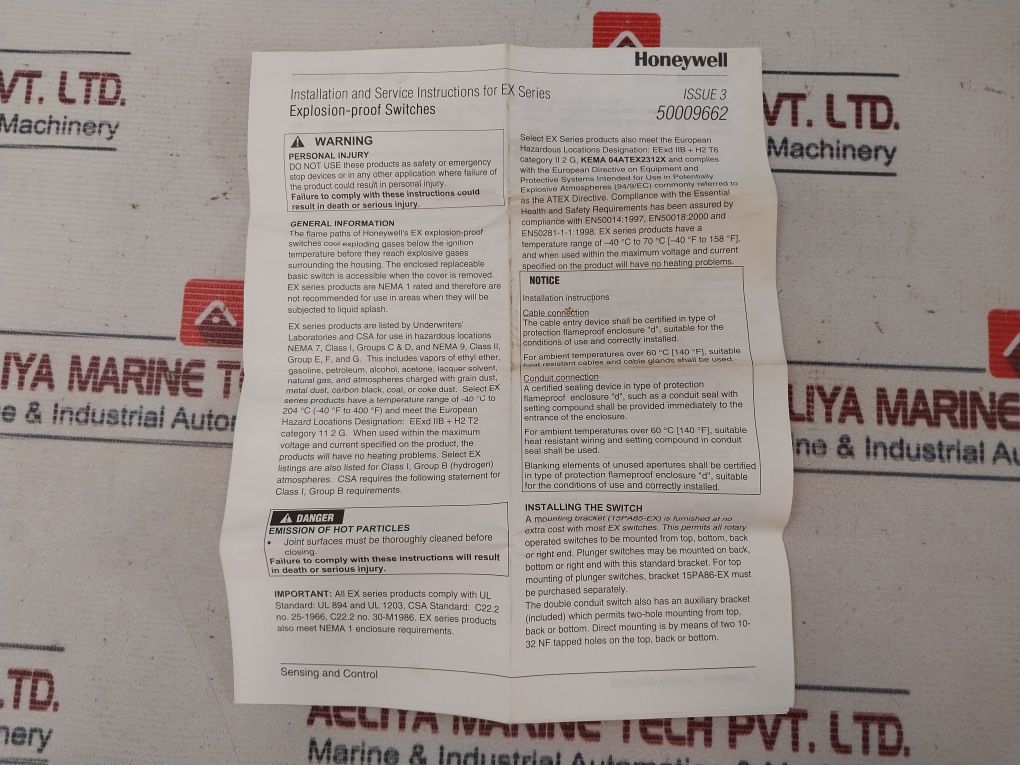 Honeywell
Installation and Service Instructions for EX Series
Explosion-proof Switches
ISSUE 3
50009662
WARNING
PERSONAL INJURY
DO NOT USE these products as safety or emergency
stop devices or in any other application where failure of
the product could result in personal injury.
Failure to comply with these instructions could
result in death or serious injury.
GENERAL INFORMATION
The flame paths of Honeywell's EX explosion-proof
switches cool exploding gases below the ignition
temperature before they reach explosive gases
surrounding the housing. The enclosed replaceable
basic switch is accessible when the cover is removed.
EX series products are NEMA 1 rated and therefore are
not recommended for use in areas when they will be
subjected to liquid splash.
EX series products are listed by Underwriters'
Laboratories and CSA for use in hazardous locations
NEMA 7, Class I, Groups C & D, and NEMA 9, Class II,
Group E, F, and G. This includes vapors of ethyl ether,
gasoline, petroleum, alcohol, acetone, lacquer solvent,
natural gas, and atmospheres charged with grain dust,
metal dust, carbon black, coal, or coke dust. Select EX
series products have a temperature range of -40 °C to
204 °C (-40 °F to 400 °F) and meet the European
Hazard Locations Designation: EExd IIB + H2 T2
category 11 2 G. When used within the maximum
voltage and current specified on the product, the
products will have no heating problems. Select EX
listings are also listed for Class I, Group B (hydrogen)
atmospheres. CSA requires the following statement for
Class I, Group B requirements.
DANGER
EMISSION OF HOT PARTICLES
• Joint surfaces must be thoroughly cleaned before
closing.
Failure to comply with these instructions will result
in death or serious injury.
IMPORTANT: All EX series products comply with UL
Standard: UL 894 and UL 1203, CSA Standard: C22.2
no. 25-1966, C22.2 no. 30-M1986. EX series products
also meet NEMA 1 enclosure requirements.
Sensing and Control
Select EX Series products also meet the European
Hazardous Locations Designation: EExd IIB + H2 T6
category II 2 G, KEMA 04ATEX2312X and complies
with the European Directive on Equipment and
Protective Systems Intended for Use in Potentially
Explosive Atmospheres (94/9/EC) commonly referred to
as the ATEX Directive. Compliance with the Essential
Health and Safety Requirements has been assured by
compliance with EN50014:1997, EN50018:2000 and
EN50281-1-1:1998. EX series products have a
temperature range of –40 °C to 70 °C [–40 °F to 158 °F],
and when used within the maximum voltage and current
specified on the product will have no heating problems.
NOTICE
Installation instructions
Cable connection
The cable entry device shall be certified in type of
protection flameproof enclosure "d", suitable for the
conditions of use and correctly installed.
For ambient temperatures over 60 °C [140 °F], suitable
heat resistant cables and cable glands shall be used.
Conduit connection
A certified sealing device in type of protection
flameproof enclosure "d", such as a conduit seal with
setting compound shall be provided immediately to the
entrance of the enclosure.
For ambient temperatures over 60 °C [140 °F], suitable
heat resistant wiring and setting compound in conduit
seal shall be used.
Blanking elements of unused apertures shall be certified
in type of protection flameproof enclosure "d", suitable
for the conditions of use and correctly installed.
INSTALLING THE SWITCH
A mounting bracket (15PA85-EX) is furnished at no
extra cost with most EX switches. This permits all rotary
operated switches to be mounted from top, bottom, back
or right end. Plunger switches may be mounted on back,
bottom or right end with this standard bracket. For top
mounting of plunger switches, bracket 15PA86-EX must
be purchased separately.
The double conduit switch also has an auxiliary bracket
(included) which permits two-hole mounting from top,
back or bottom. Direct mounting is by means of two 10-
32 NF tapped holes on the top, back or bottom.
VT. LTD.
Machinery
PVT. LTD.
Machinery
LIYA MARINE TE
e & Industrial Autom
LIYA MARINE
ne & Industrial Au
TD.
ery
AELIYA MARINE TECH PVT. LTD.
Marine & Industrial Automation & Machinery